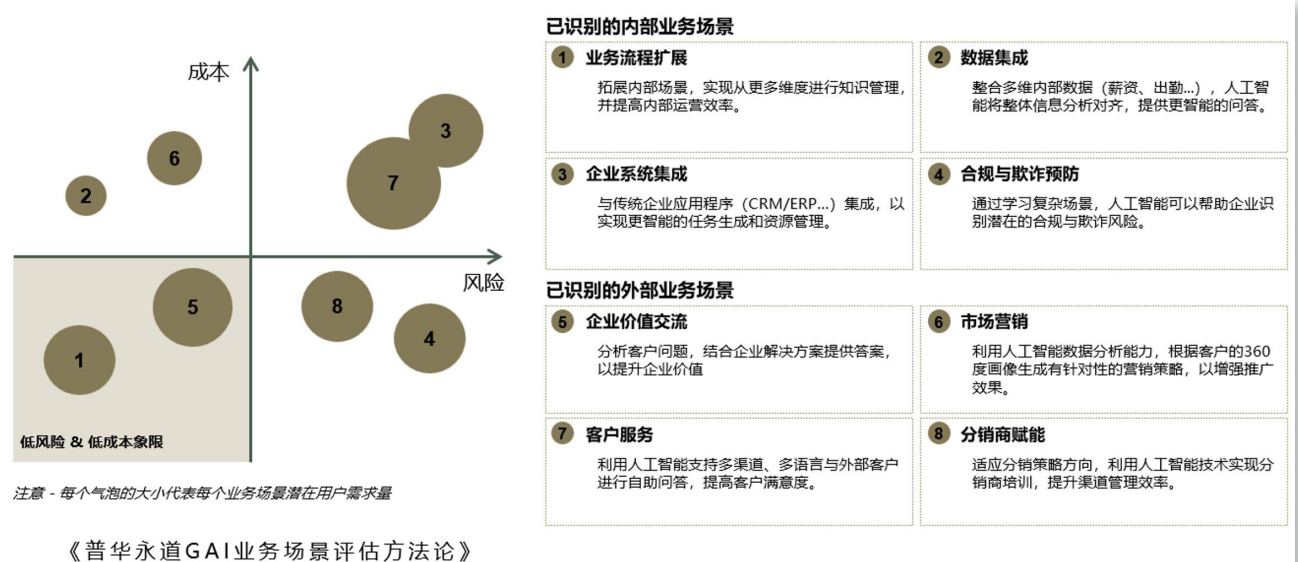 成本
3
6
7
2
风险
5
8
4
1
低风险 & 低成本象限
注意 - 每个气泡的大小代表每个业务场景潜在用户需求量
《普华永道GAI业务场景评估方法论》
已识别的内部业务场景
1 业务流程扩展
拓展内部场景，实现从更多维度进行知识管理，
并提高内部运营效率。
2 数据集成
整合多维内部数据（薪资、出勤...），人工智
能将整体信息分析对齐，提供更智能的问答。
3 企业系统集成
与传统企业应用程序（CRM/ERP...）集成，以
实现更智能的任务生成和资源管理。
4 合规与欺诈预防
通过学习复杂场景，人工智能可以帮助企业识
别潜在的合规与欺诈风险。
已识别的外部业务场景
5 企业价值交流
分析客户问题，结合企业解决方案提供答案，
以提升企业价值
6 市场营销
利用人工智能数据分析能力，根据客户的360
度画像生成有针对性的营销策略，以增强推广
效果。
7 客户服务
利用人工智能支持多渠道、多语言与外部客户
进行自助问答，提高客户满意度。
8 分销商赋能
适应分销策略方向，利用人工智能技术实现分
销商培训，提升渠道管理效率。